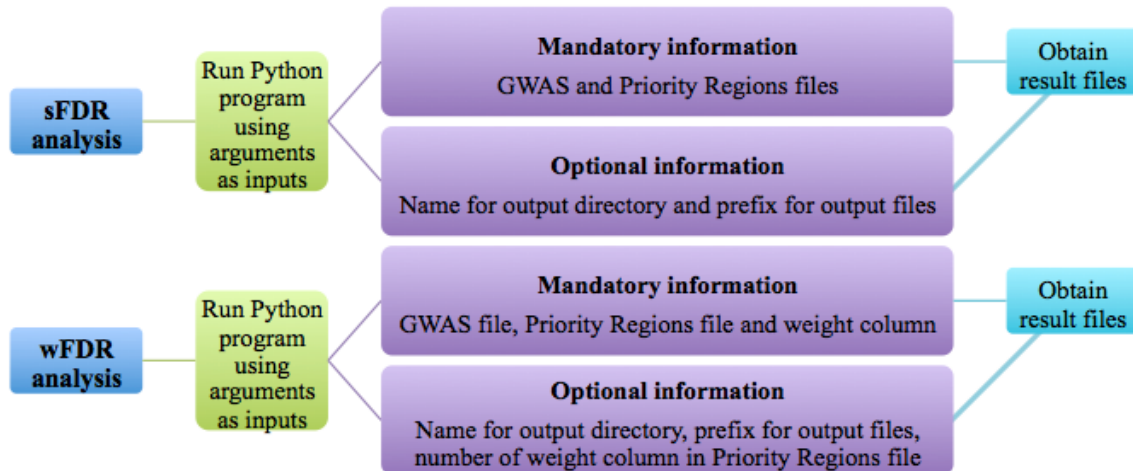 sFDR
analysis
Run Python
program
using
arguments
as inputs
Mandatory information
GWAS and Priority Regions files
Optional information
Name for output directory and prefix for output files
Obtain
result files
wFDR
analysis
Run Python
program
using
arguments
as inputs
Mandatory information
GWAS file, Priority Regions file and weight column
Optional information
Name for output directory, prefix for output files,
number of weight column in Priority Regions file
Obtain
result files